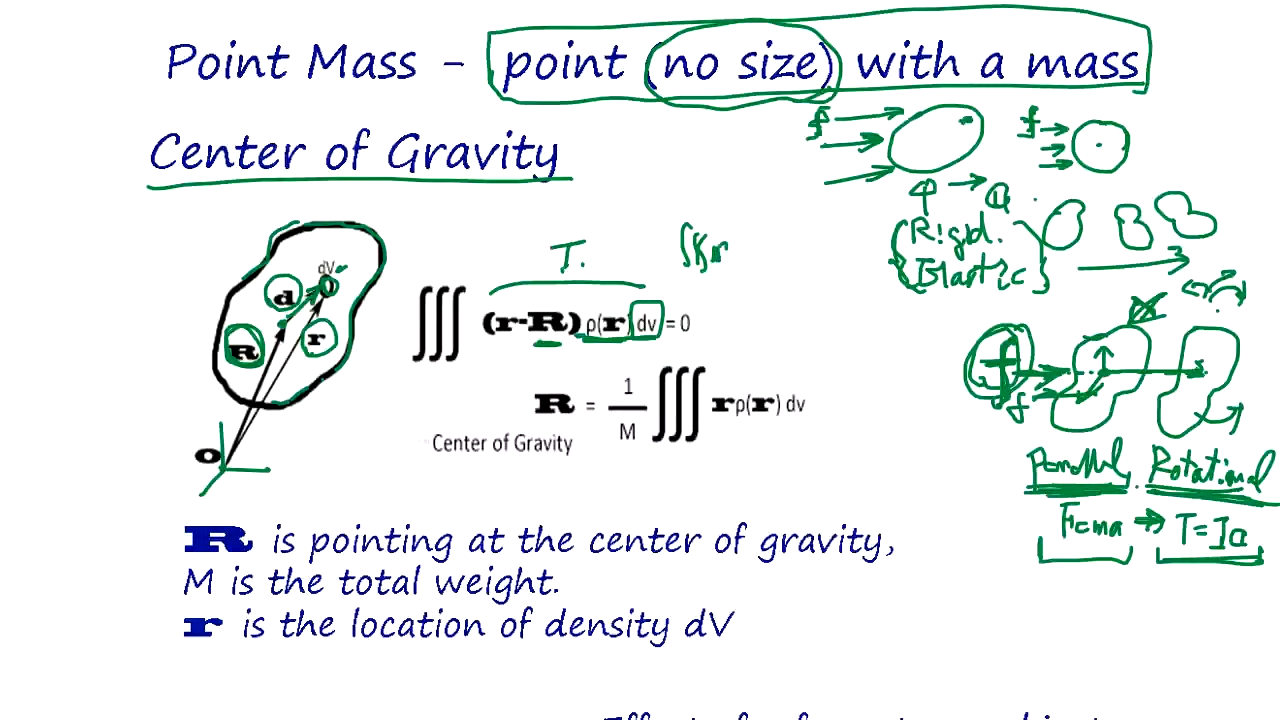 Point Mass - point (no size) with a mass
Center of Gravity
f
f
Rigid.
Elastic
dV
d
T.
R
r
∭ (r-R) ρ(r) dv = 0
f
R = 1/M ∭ rρ(r) dv
O
Center of Gravity
Parallel, Rotational
F=ma ⇒ T=Ia
R is pointing at the center of gravity,
M is the total weight.
r is the location of density dV